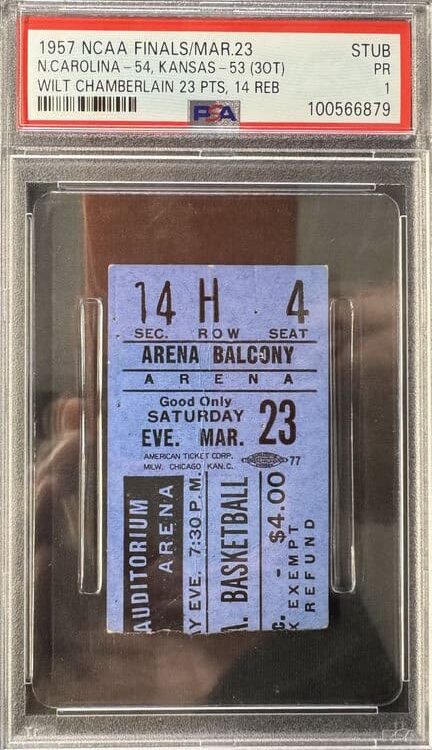 1957 NCAA FINALS/MAR.23 STUB
N.CAROLINA-54, KANSAS-53 (3OT) PR
WILT CHAMBERLAIN 23 PTS, 14 REB 1
PSA 100566879
14 H 4
SEC. ROW SEAT
ARENA BALCONY
ARENA
Good Only
SATURDAY
EVE. MAR. 23
AMERICAN TICKET CORP.
MILW. CHICAGO KAN.C. 77
AUDITORIUM
ARENA
AY EVE. 7:30 P.M.
A. BASKETBALL
C. - $4.00
X EXEMPT
REFUND